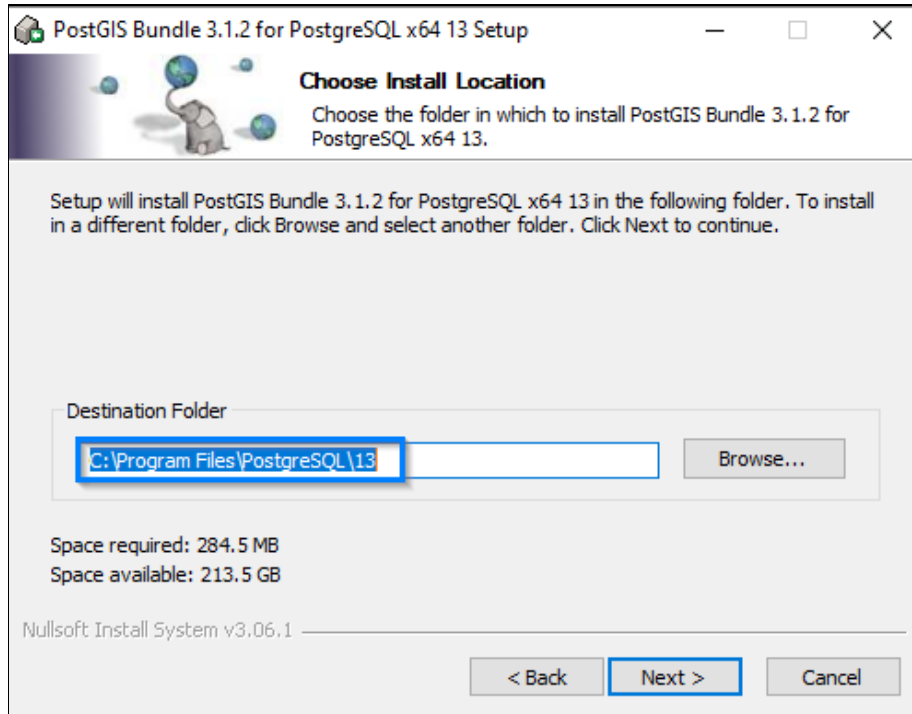 PostGIS Bundle 3.1.2 for PostgreSQL x64 13 Setup
Choose Install Location
Choose the folder in which to install PostGIS Bundle 3.1.2 for
PostgreSQL x64 13.
Setup will install PostGIS Bundle 3.1.2 for PostgreSQL x64 13 in the following folder. To install
in a different folder, click Browse and select another folder. Click Next to continue.
Destination Folder
C:\Program Files\PostgreSQL\13
Browse...
Space required: 284.5 MB
Space available: 213.5 GB
Nullsoft Install System v3.06.1
< Back
Next >
Cancel